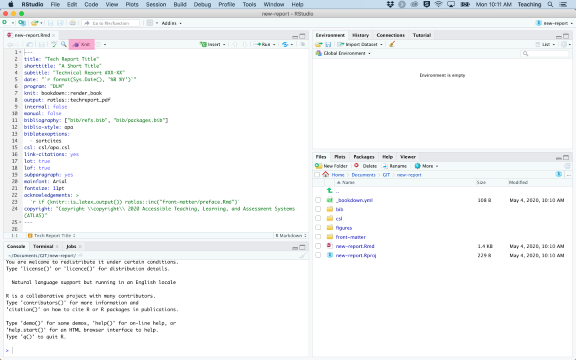 RStudio File Edit Code View Plots Session Build Debug Profile Tools Window Help
Mon 10:11 AM Teaching
new-report - RStudio
Go to file/function
Addins
new-report
new-report.Rmd
Knit
Insert
Run
1 ---
2 title: "Tech Report Title"
3 shorttitle: "A Short Title"
4 subtitle: "Technical Report #XX-XX"
5 date: "`r format(Sys.Date(), '%B %Y')`"
6 program: "DLM"
7 knit: bookdown::render_book
8 output: ratlas::techreport_pdf
9 internal: false
10 manual: false
11 bibliography: ["bib/refs.bib", "bib/packages.bib"]
12 biblio-style: apa
13 biblatexoptions:
14 - sortcites
15 csl: csl/apa.csl
16 link-citations: yes
17 lot: true
18 lof: true
19 subparagraph: yes
20 mainfont: Arial
21 fontsize: 11pt
22 acknowledgements: >
23 `r if (knitr::is_latex_output()) ratlas::inc("front-matter/preface.Rmd")`
24 copyright: "Copyright \\copyright\ 2020 Accessible Teaching, Learning, and Assessment Systems
(ATLAS)"
25 ---
1:1 Tech Report Title R Markdown
Console Terminal Jobs
~/Documents/GIT/new-report/
You are welcome to redistribute it under certain conditions.
Type 'license()' or 'licence()' for distribution details.
Natural language support but running in an English locale
R is a collaborative project with many contributors.
Type 'contributors()' for more information and
'citation()' on how to cite R or R packages in publications.
Type 'demo()' for some demos, 'help()' for on-line help, or
'help.start()' for an HTML browser interface to help.
Type 'q()' to quit R.
>
Environment History Connections Tutorial
Import Dataset
List
Global Environment
Environment is empty
Files Plots Packages Help Viewer
New Folder Delete Rename More
Home Documents GIT new-report
Name Size Modified
..
_bookdown.yml 108 B May 4, 2020, 10:10 AM
bib
csl
figures
front-matter
new-report.Rmd 1.4 KB May 4, 2020, 10:10 AM
new-report.Rproj 229 B May 4, 2020, 10:10 AM